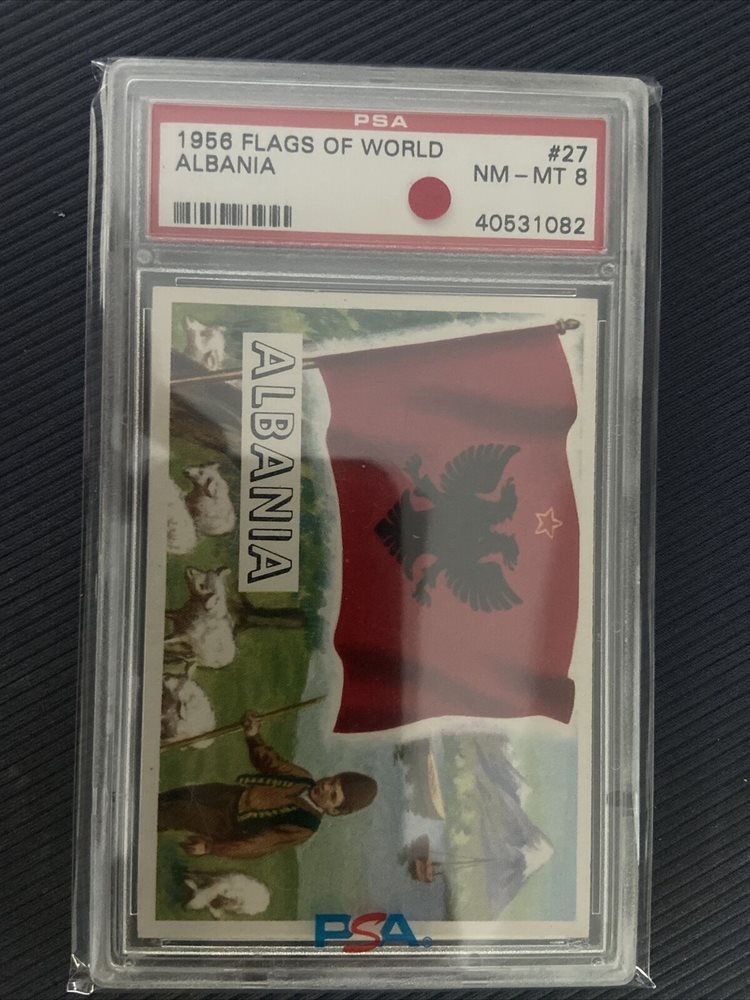 PSA
1956 FLAGS OF WORLD #27
ALBANIA NM-MT 8
40531082
ALBANIA
PSA